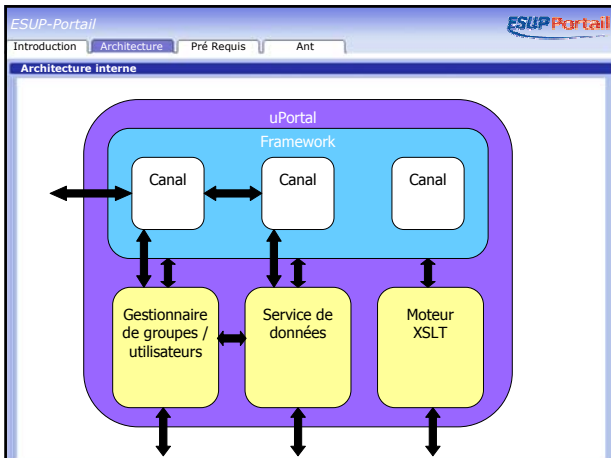 ESUP-Portail
ESUP Portail
Introduction Architecture Pré Requis Ant
Architecture interne
uPortal
Framework
Canal Canal Canal
Gestionnaire
de groupes /
utilisateurs
Service de
données
Moteur
XSLT